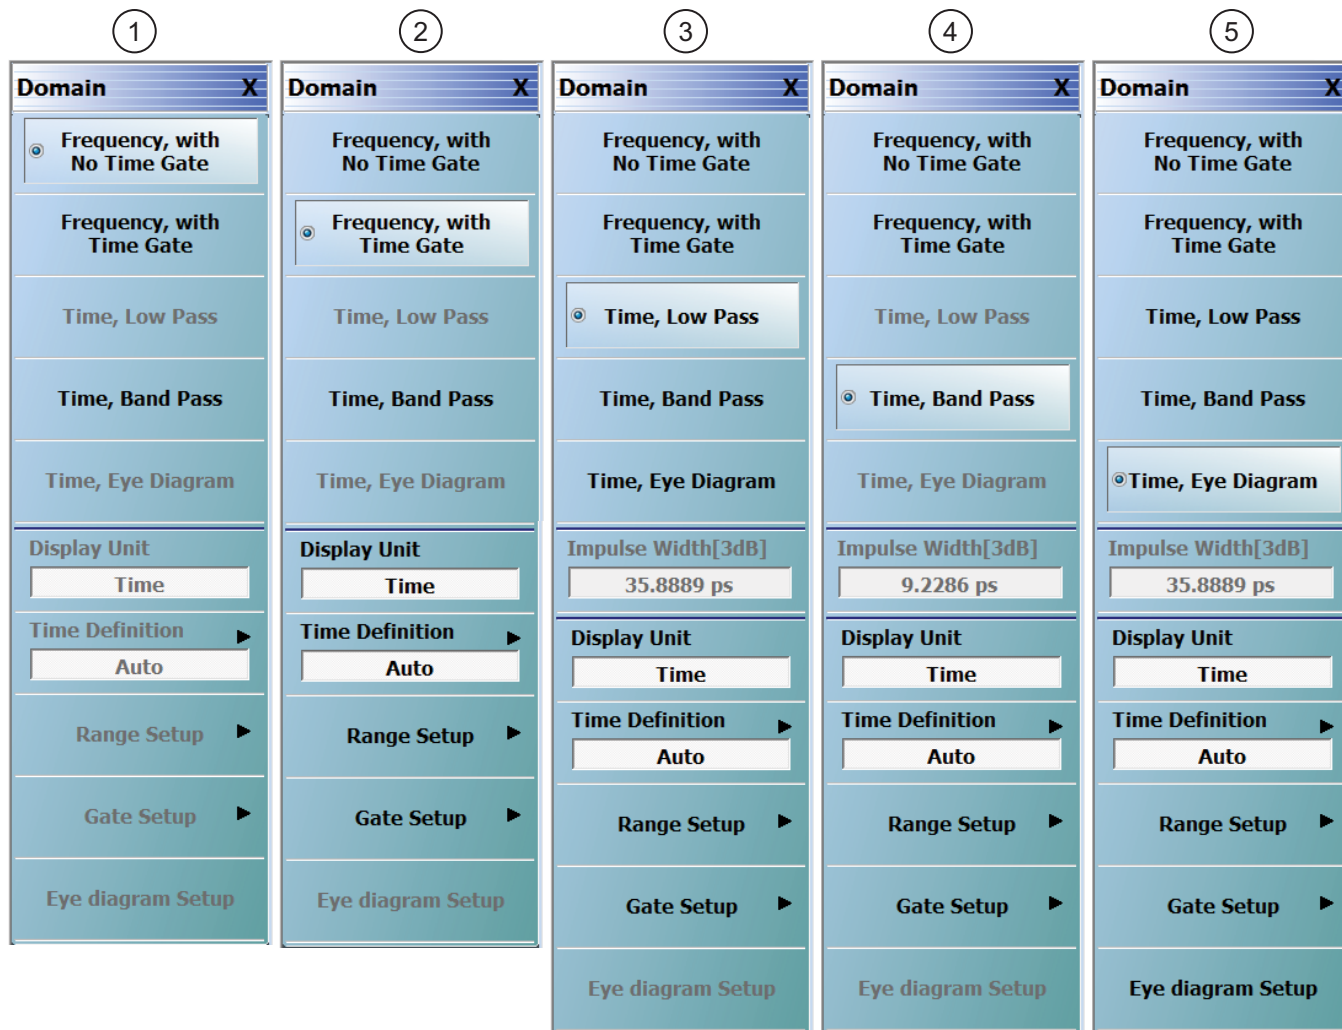 1
Domain X
Frequency, with
No Time Gate
Frequency, with
Time Gate
Time, Low Pass
Time, Band Pass
Time, Eye Diagram
Display Unit
Time
Time Definition
Auto
Range Setup
Gate Setup
Eye diagram Setup
2
Domain X
Frequency, with
No Time Gate
Frequency, with
Time Gate
Time, Low Pass
Time, Band Pass
Time, Eye Diagram
Display Unit
Time
Time Definition
Auto
Range Setup
Gate Setup
Eye diagram Setup
3
Domain X
Frequency, with
No Time Gate
Frequency, with
Time Gate
Time, Low Pass
Time, Band Pass
Time, Eye Diagram
Impulse Width[3dB]
35.8889 ps
Display Unit
Time
Time Definition
Auto
Range Setup
Gate Setup
Eye diagram Setup
4
Domain X
Frequency, with
No Time Gate
Frequency, with
Time Gate
Time, Low Pass
Time, Band Pass
Time, Eye Diagram
Impulse Width[3dB]
9.2286 ps
Display Unit
Time
Time Definition
Auto
Range Setup
Gate Setup
Eye diagram Setup
5
Domain X
Frequency, with
No Time Gate
Frequency, with
Time Gate
Time, Low Pass
Time, Band Pass
Time, Eye Diagram
Impulse Width[3dB]
35.8889 ps
Display Unit
Time
Time Definition
Auto
Range Setup
Gate Setup
Eye diagram Setup